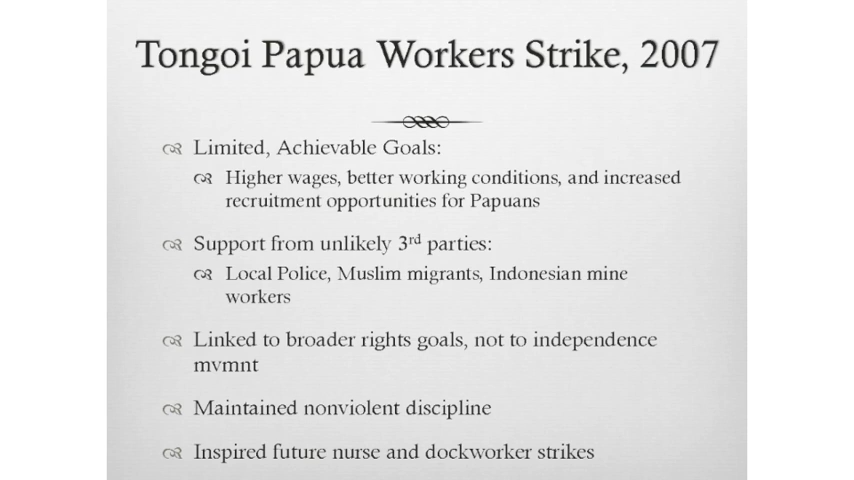 Tongoi Papua Workers Strike, 2007
Limited, Achievable Goals:
Higher wages, better working conditions, and increased
recruitment opportunities for Papuans
Support from unlikely 3rd parties:
Local Police, Muslim migrants, Indonesian mine
workers
Linked to broader rights goals, not to independence
mvmnt
Maintained nonviolent discipline
Inspired future nurse and dockworker strikes